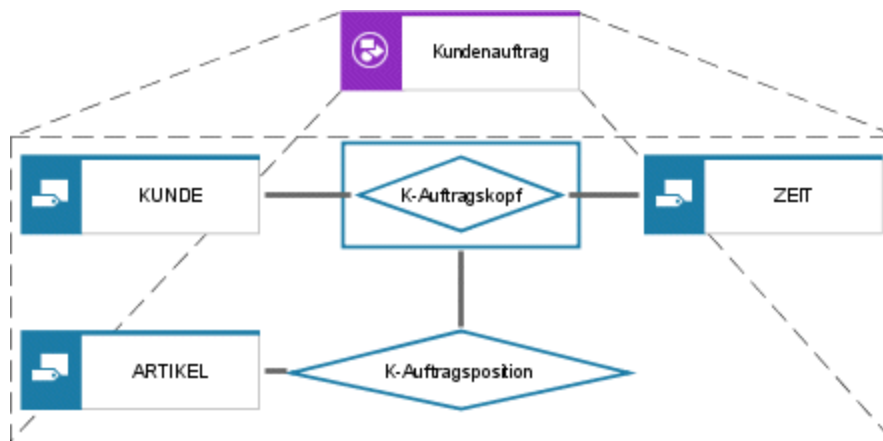 Kundenauftrag
KUNDE
K-Auftragskopf
ZEIT
ARTIKEL
K-Auftragsposition